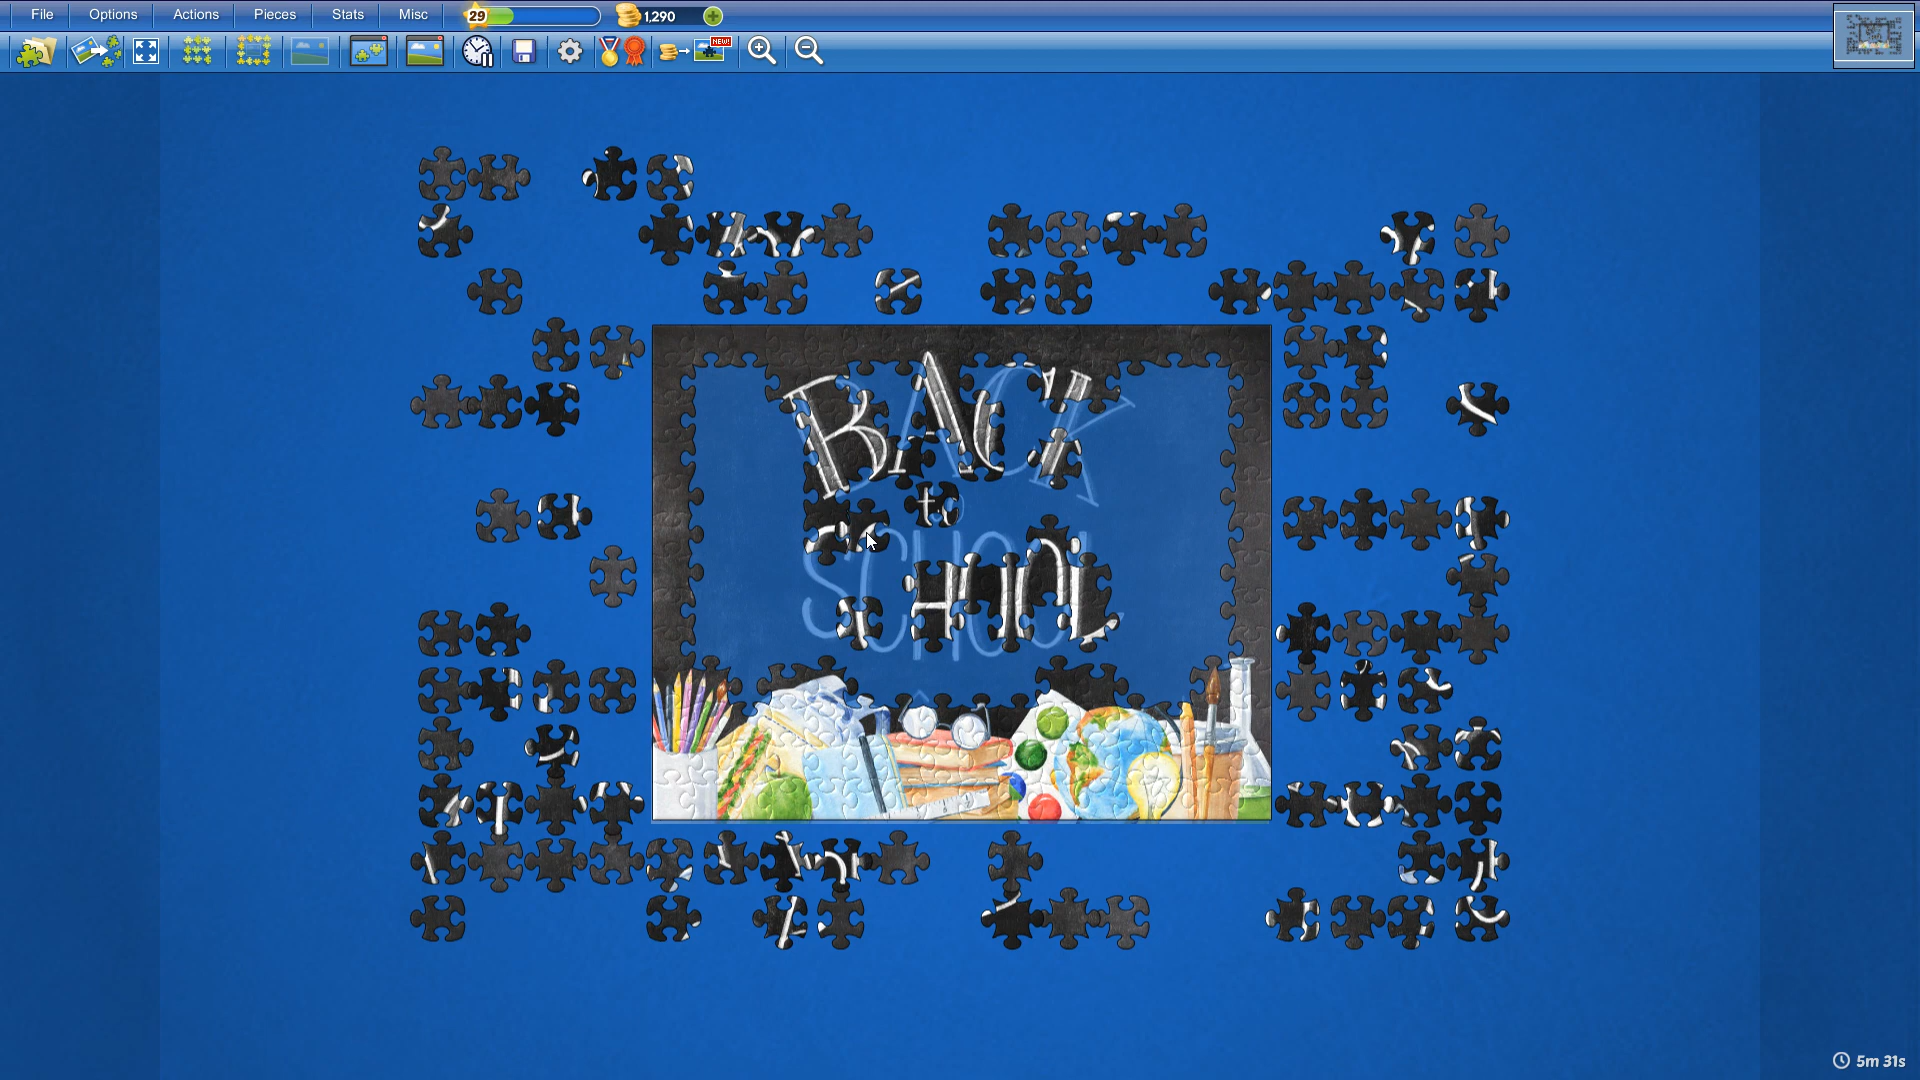 File Options Actions Pieces Stats Misc 29 1,290
NEW!
BACK
to
SCHOOL
5m 31s